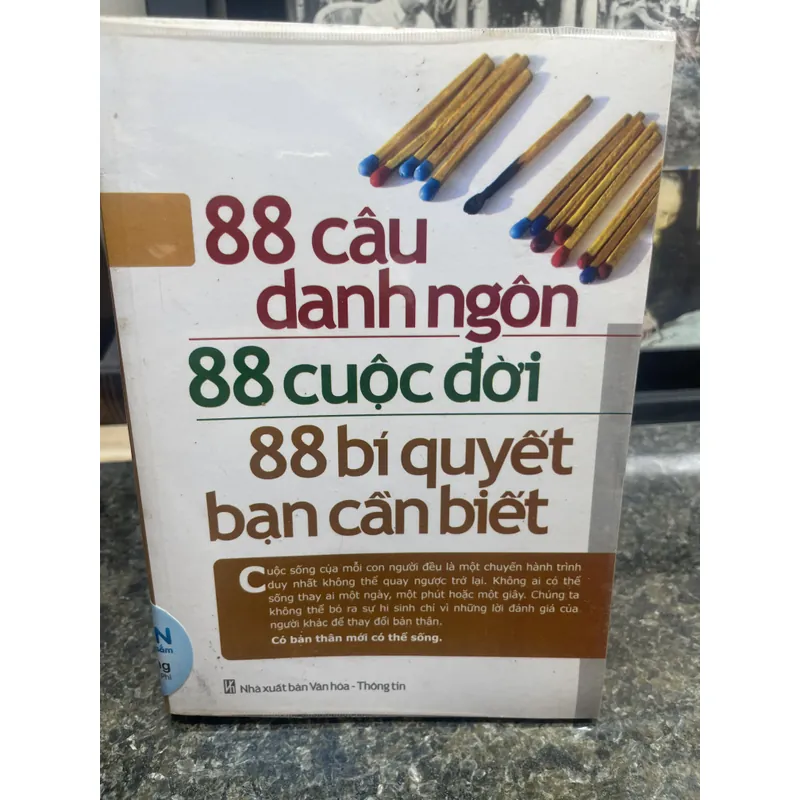 88 câu
danh ngôn
88 cuộc đời
88 bí quyết
bạn cần biết
Cuộc sống của mỗi con người đều là một chuyến hành trình
duy nhất không thể quay ngược trở lại. Không ai có thể
sống thay ai một ngày, một phút hoặc một giây. Chúng ta
không thể bỏ ra sự hi sinh chỉ vì những lời đánh giá của
người khác để thay đổi bản thân.
Có bản thân mới có thể sống.
Nhà xuất bản Văn hóa - Thông tin